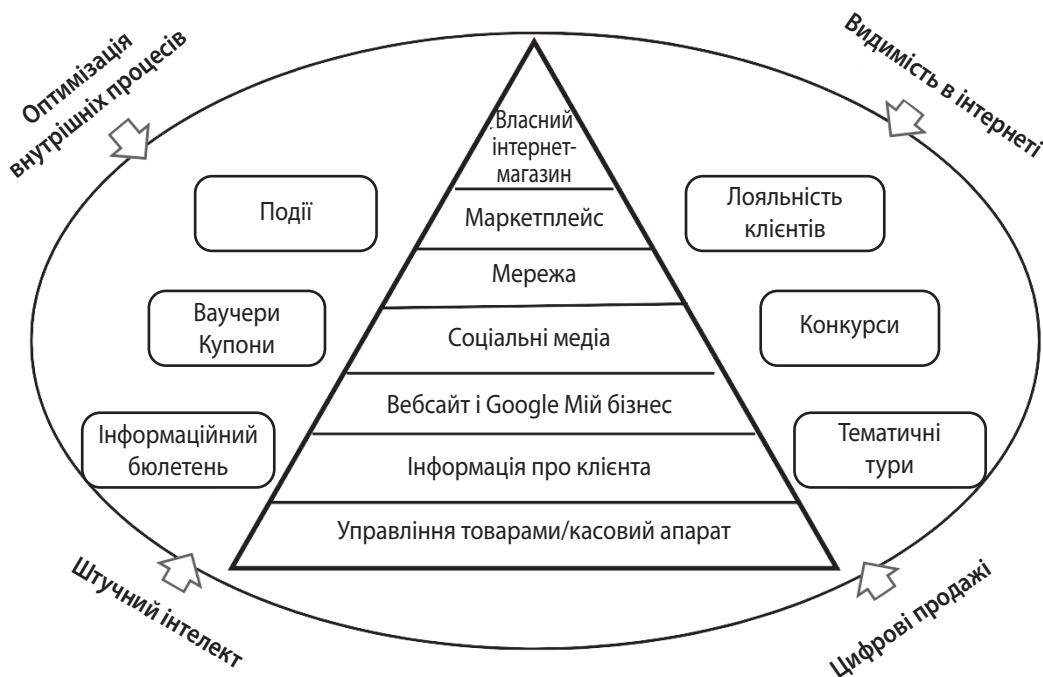 Оптимізація
внутрішніх процесів
Видимість в інтернеті
Власний
інтернет-
магазин
Події
Маркетплейс
Лояльність
клієнтів
Мережа
Ваучери
Купони
Соціальні медіа
Конкурси
Вебсайт і Google Мій бізнес
Інформаційний
бюлетень
Інформація про клієнта
Тематичні
тури
Управління товарами/касовий апарат
Штучний інтелект
Цифрові продажі